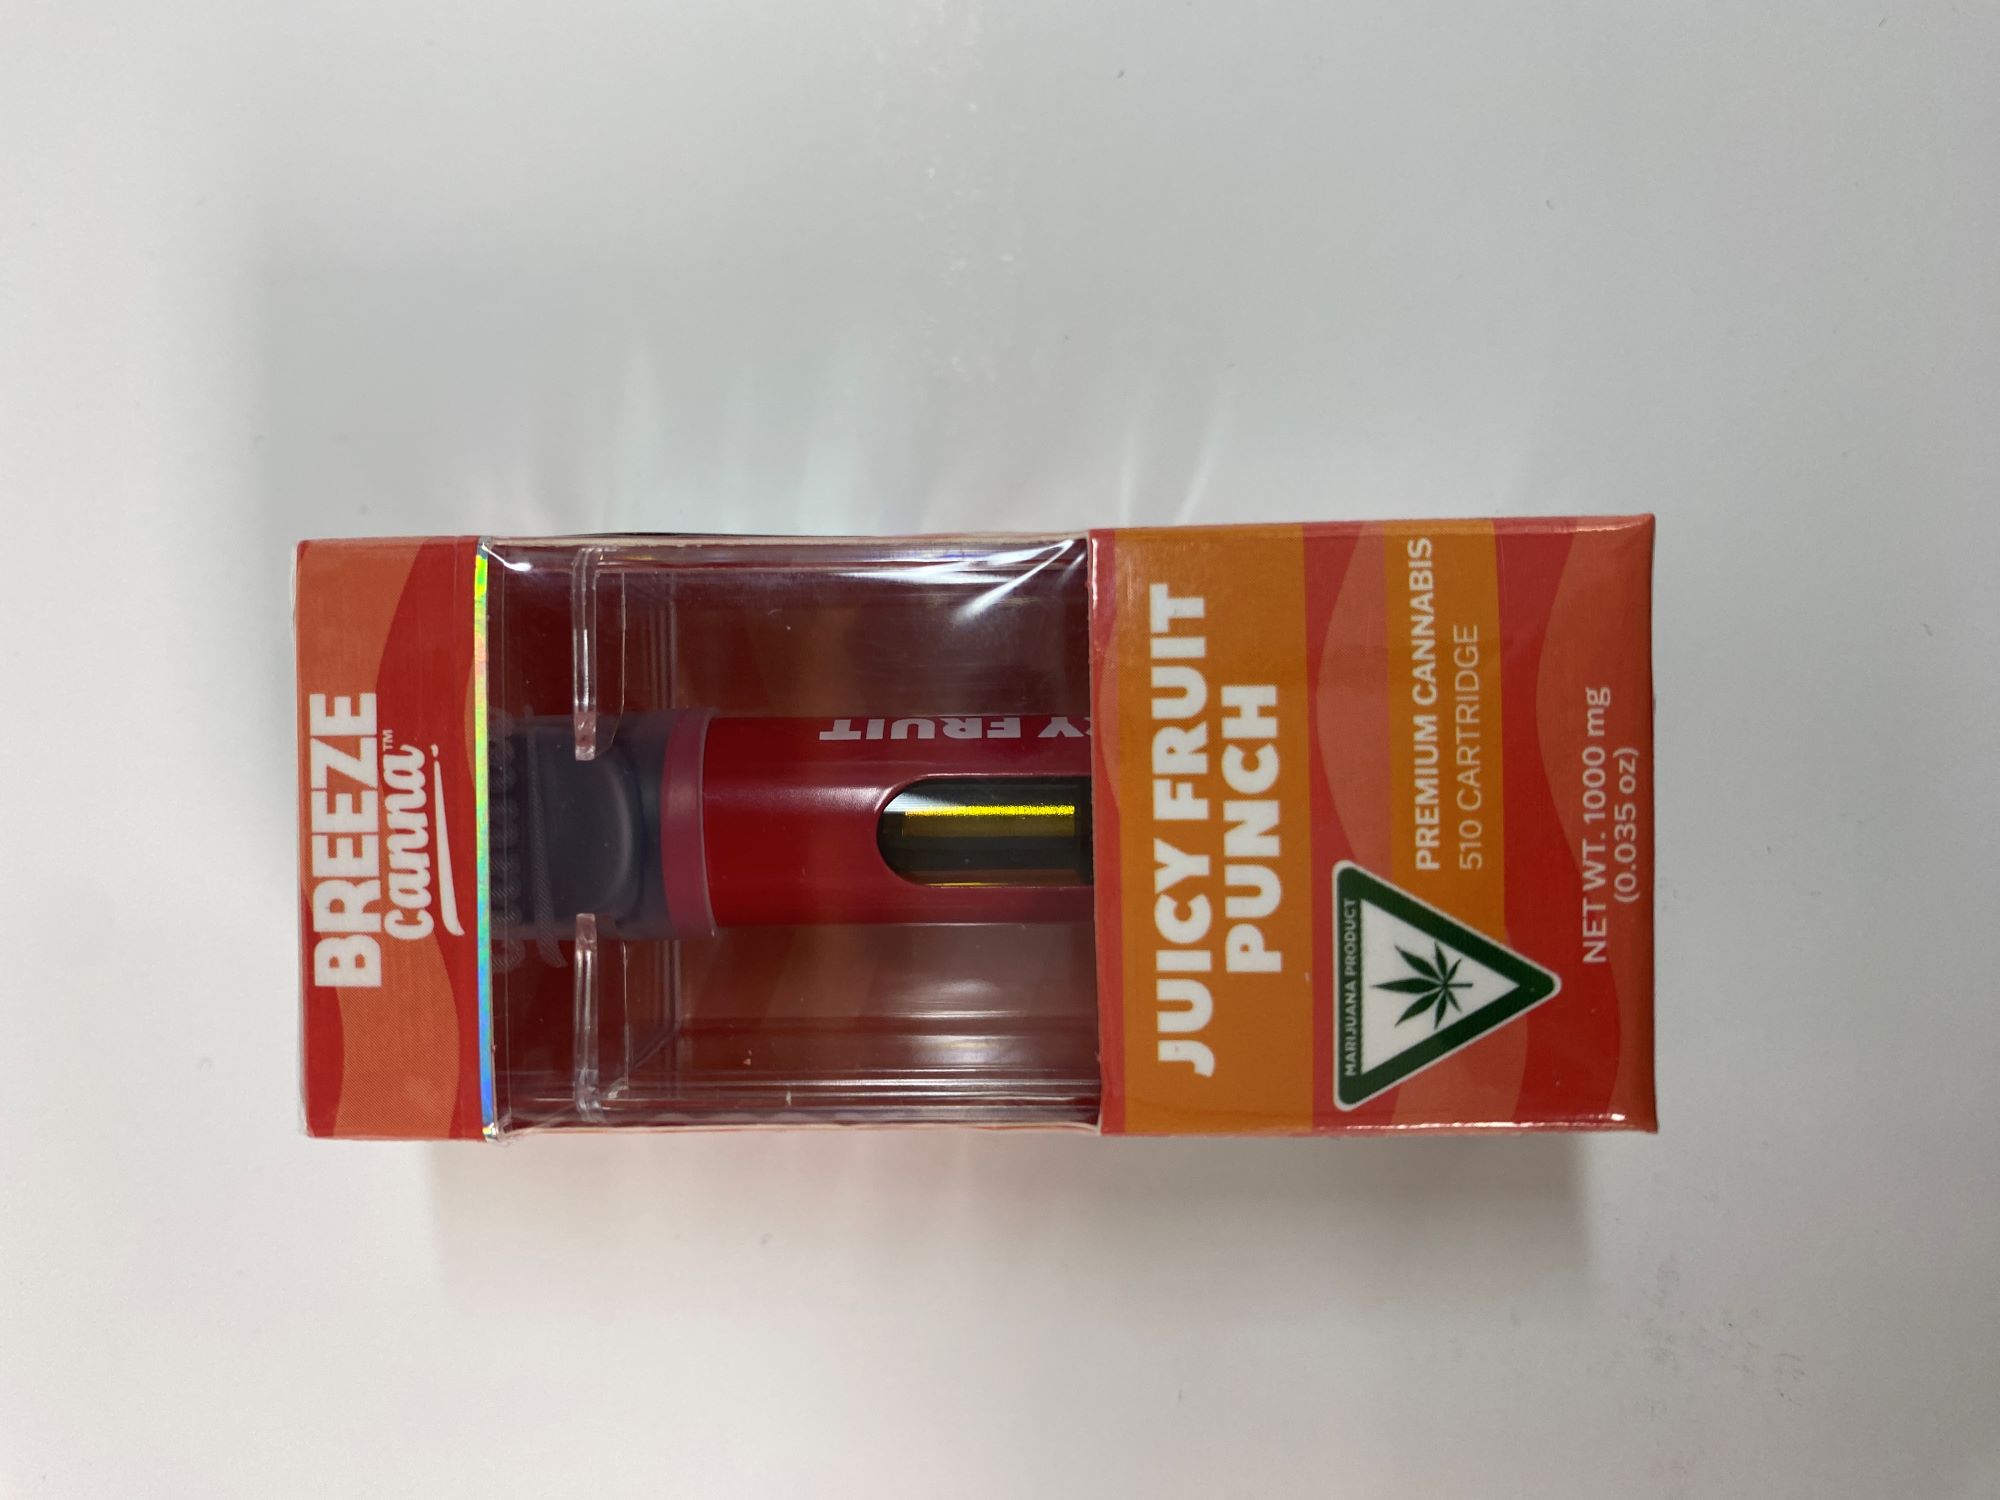 BREEZE
Canna™
CY FRUIT
JUICY FRUIT
PUNCH
MARIJUANA PRODUCT
PREMIUM CANNABIS
510 CARTRIDGE
NET WT. 1000 mg
(0.035 oz)